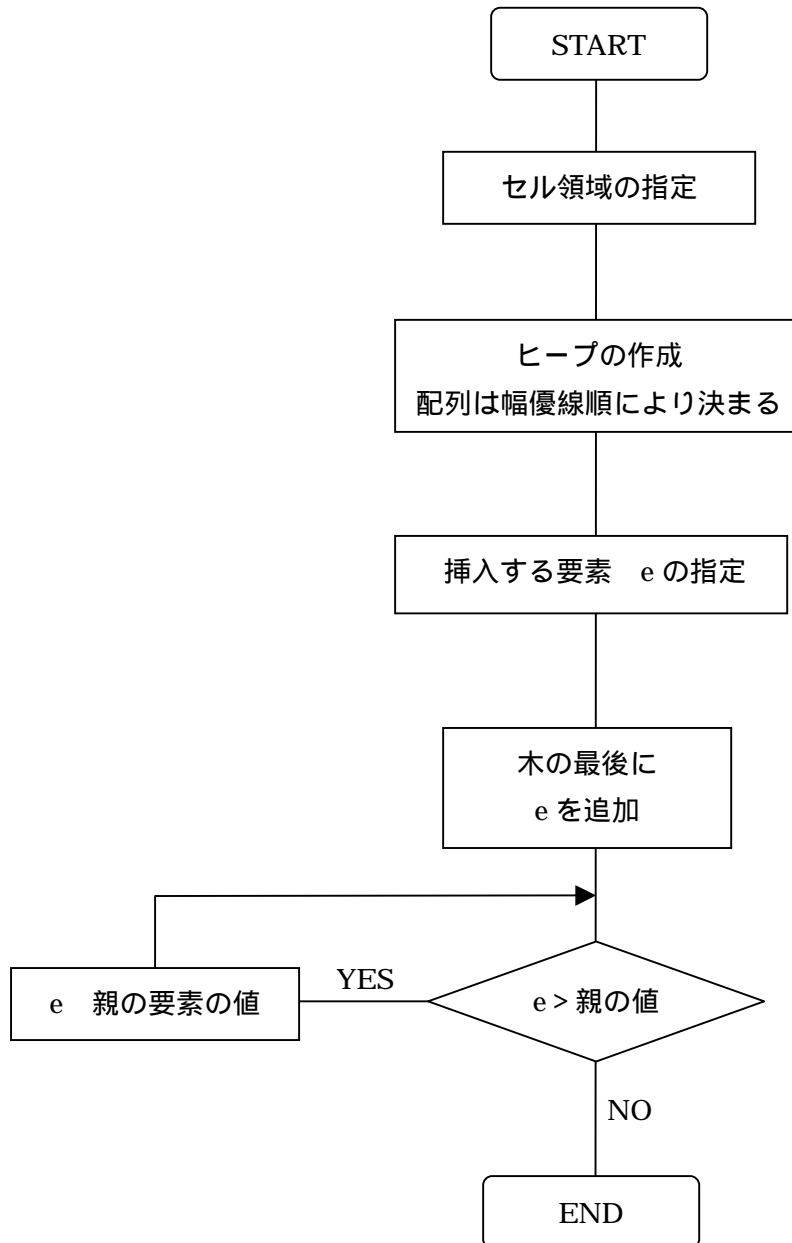 START
セル領域の指定
ヒープの作成
配列は幅優線順により決まる
挿入する要素　e の指定
木の最後に
e を追加
YES
e　親の要素の値
e > 親の値
NO
END